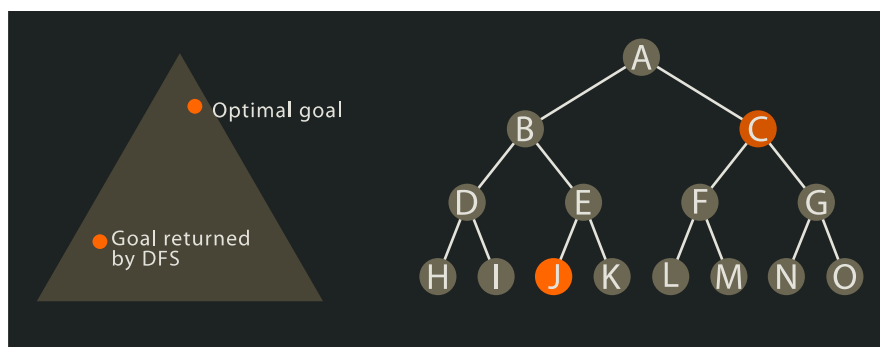 Optimal goal
Goal returned
by DFS
A
B C
D E F G
H I J K L M N O